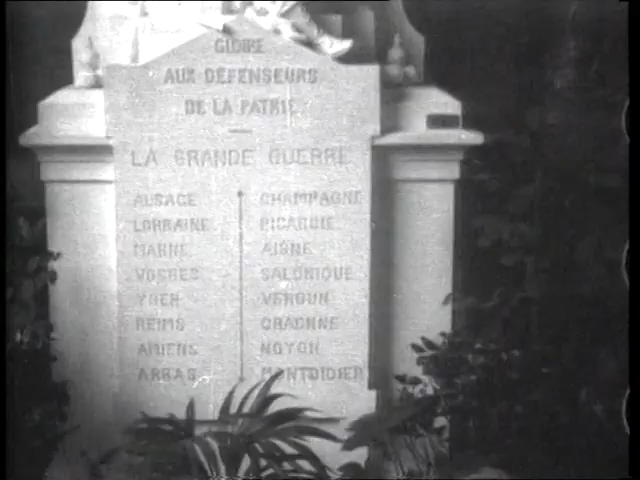 GLOIRE
AUX DÉFENSEURS
DE LA PATRIE
LA GRANDE GUERRE
ALSACE
LORRAINE
MARNE
VOSGES
YSER
REIMS
AMIENS
ARRAS
CHAMPAGNE
PICARDIE
AISNE
SALONIQUE
VERDUN
CRAONNE
NOYON
MONTDIDIER